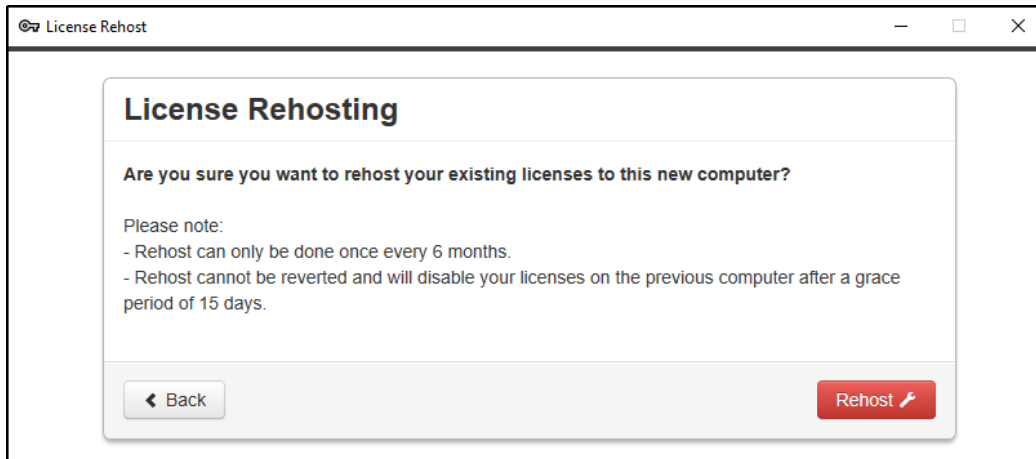 License Rehost
License Rehosting
Are you sure you want to rehost your existing licenses to this new computer?
Please note:
- Rehost can only be done once every 6 months.
- Rehost cannot be reverted and will disable your licenses on the previous computer after a grace
period of 15 days.
Back
Rehost